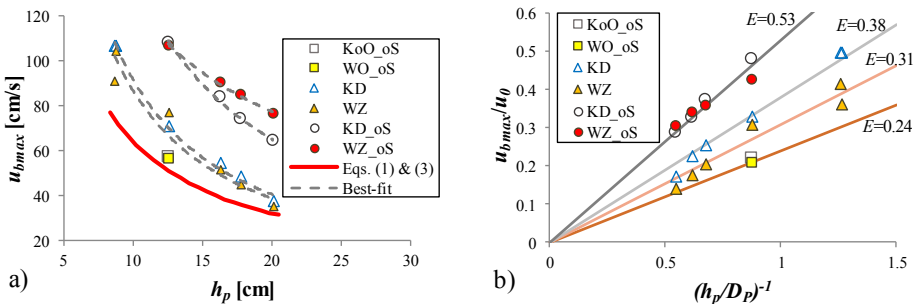 a)
u_bmax [cm/s]
120
100
80
60
40
20
5 10 15 20 25 30
h_p [cm]
KoO_oS
WO_oS
KD
WZ
KD_oS
WZ_oS
Eqs. (1) & (3)
Best-fit
b)
u_bmax/u_0
0.6
0.5
0.4
0.3
0.2
0.1
0
0 0.5 1 1.5
(h_p/D_P)^-1
KoO_oS
WO_oS
KD
WZ
KD_oS
WZ_oS
E=0.53
E=0.38
E=0.31
E=0.24